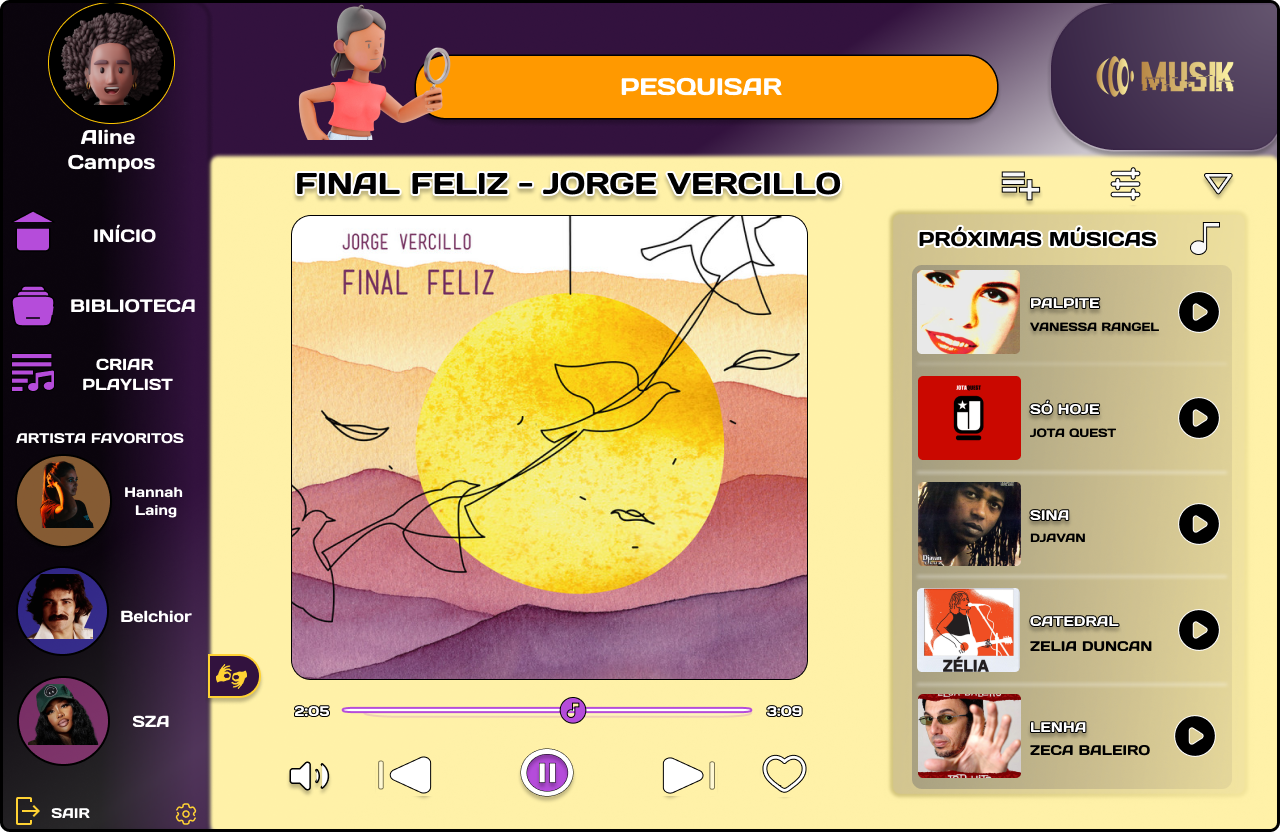 Aline
Campos
INÍCIO
BIBLIOTECA
CRIAR
PLAYLIST
ARTISTA FAVORITOS
Hannah
Laing
Belchior
SZA
SAIR
PESQUISAR
MUSIK
FINAL FELIZ - JORGE VERCILLO
JORGE VERCILLO
FINAL FELIZ
2:05
3:09
PRÓXIMAS MÚSICAS
PALPITE
VANESSA RANGEL
JOTA QUEST
SÓ HOJE
JOTA QUEST
Djavan
SINA
DJAVAN
ZÉLIA
CATEDRAL
ZELIA DUNCAN
LENHA
ZECA BALEIRO